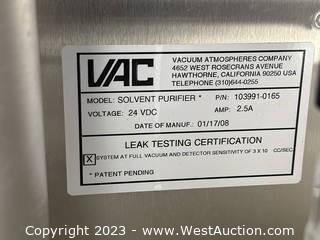 VAC
VACUUM ATMOSPHERES COMPANY
4652 WEST ROSECRANS AVENUE
HAWTHORNE, CALIFORNIA 90250 USA
TELEPHONE (310)644-0255
MODEL: SOLVENT PURIFIER * P/N: 103991-0165
VOLTAGE: 24 VDC AMP: 2.5A
DATE OF MANUF.: 01/17/08
LEAK TESTING CERTIFICATION
X SYSTEM AT FULL VACUUM AND DETECTOR SENSITIVITY OF 3 X 10 CC/SEC.
* PATENT PENDING
Copyright 2023 - WestAuction.com